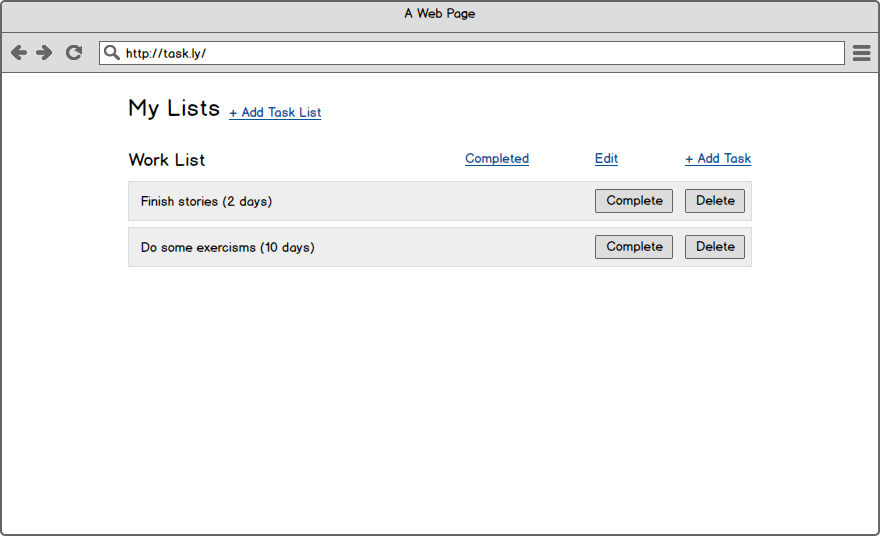 A Web Page
http://task.ly/
My Lists + Add Task List
Work List Completed Edit + Add Task
Finish stories (2 days) Complete Delete
Do some exercisms (10 days) Complete Delete